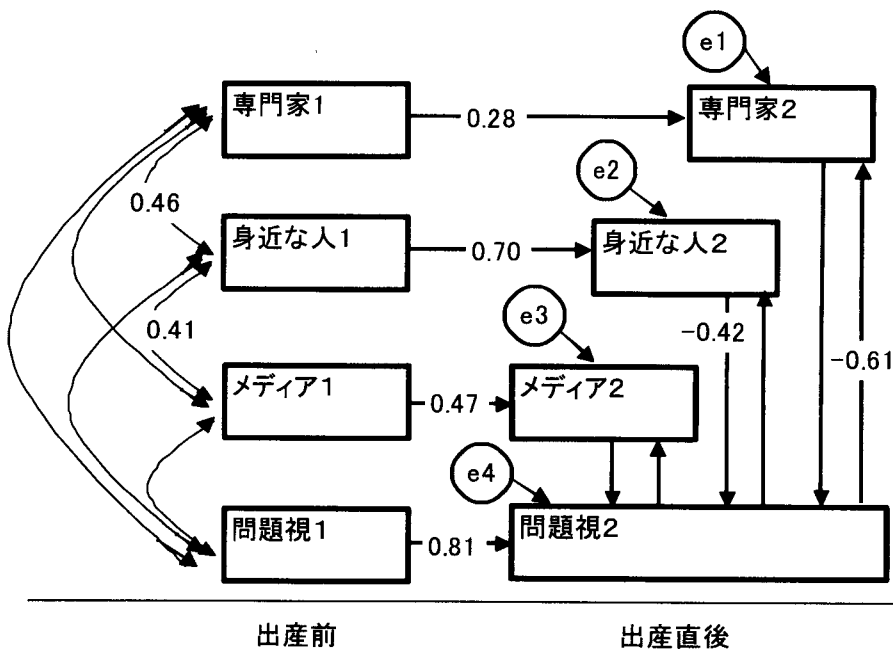 e1
専門家1
0.28
専門家2
e2
0.46
身近な人1
0.70
身近な人2
e3
0.41
-0.42
-0.61
メディア1
0.47
メディア2
e4
問題視1
0.81
問題視2
出産前
出産直後